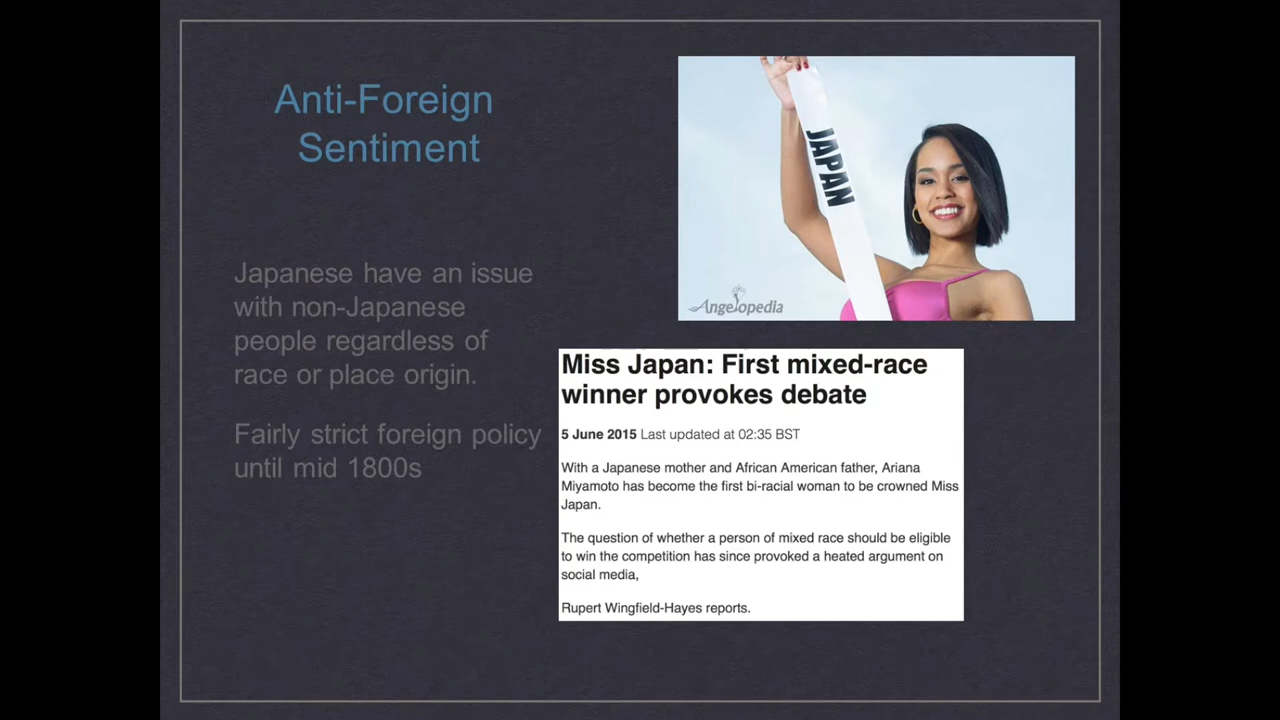 Anti-Foreign
Sentiment
Japanese have an issue
with non-Japanese
people regardless of
race or place origin.
Fairly strict foreign policy
until mid 1800s
JAPAN
Angelopedia
Miss Japan: First mixed-race
winner provokes debate
5 June 2015 Last updated at 02:35 BST
With a Japanese mother and African American father, Ariana
Miyamoto has become the first bi-racial woman to be crowned Miss
Japan.
The question of whether a person of mixed race should be eligible
to win the competition has since provoked a heated argument on
social media,
Rupert Wingfield-Hayes reports.